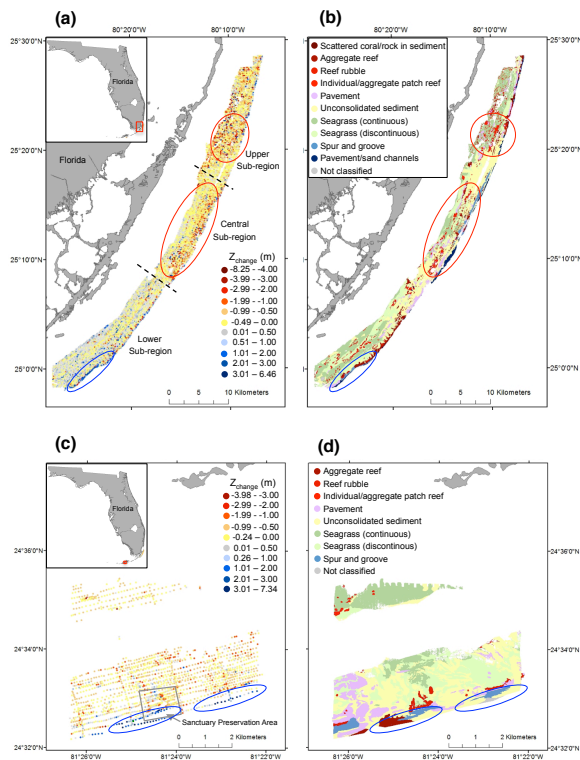 (a)
80°20'0"W 80°10'0"W
25°30'0"N
25°20'0"N
25°10'0"N
25°0'0"N
Florida
Florida
Upper
Sub-region
Central
Sub-region
Lower
Sub-region
Zchange (m)
-8.25 – -4.00
-3.99 – -3.00
-2.99 – -2.00
-1.99 – -1.00
-0.99 – -0.50
-0.49 – 0.00
0.01 – 0.50
0.51 – 1.00
1.01 – 2.00
2.01 – 3.00
3.01 – 6.46
0 5 10 Kilometers
(b)
80°20'0"W 80°10'0"W
Scattered coral/rock in sediment
Aggregate reef
Reef rubble
Individual/aggregate patch reef
Pavement
Unconsolidated sediment
Seagrass (continuous)
Seagrass (discontinuous)
Spur and groove
Pavement/sand channels
Not classified
25°30'0"N
25°20'0"N
25°10'0"N
25°0'0"N
0 5 10 Kilometers
(c)
Florida
Zchange (m)
-3.98 – -3.00
-2.99 – -2.00
-1.99 – -1.00
-0.99 – -0.50
-0.24 – 0.00
0.01 – 0.50
0.26 – 1.00
1.01 – 2.00
2.01 – 3.00
3.01 – 7.34
24°36'0"N
24°34'0"N
24°32'0"N
Sanctuary Preservation Area
0 1 2 Kilometers
81°26'0"W 81°24'0"W 81°22'0"W
(d)
Aggregate reef
Reef rubble
Individual/aggregate patch reef
Pavement
Unconsolidated sediment
Seagrass (continous)
Seagrass (discontinuous)
Spur and groove
Not classified
24°36'0"N
24°34'0"N
24°32'0"N
0 1 2 Kilometers
81°26'0"W 81°24'0"W 81°22'0"W